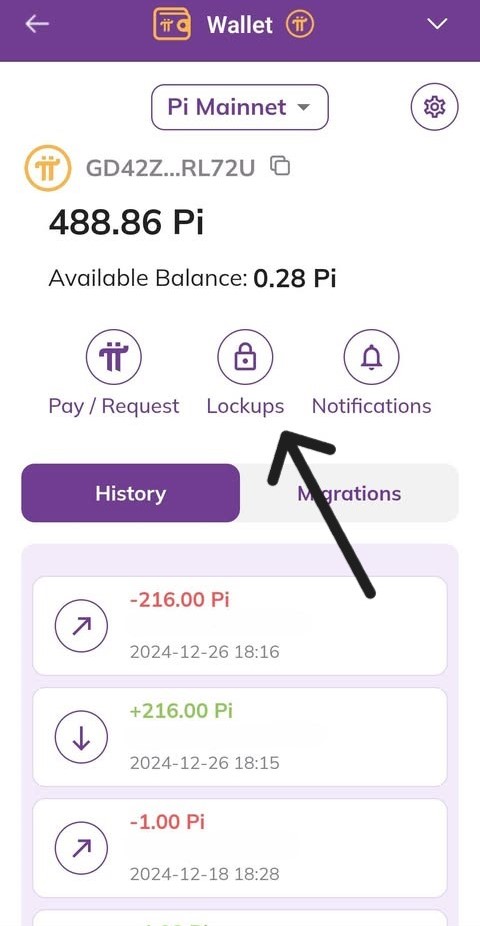 Wallet
Pi Mainnet
GD42Z...RL72U
488.86 Pi
Available Balance: 0.28 Pi
Pay / Request Lockups Notifications
History Migrations
-216.00 Pi
2024-12-26 18:16
+216.00 Pi
2024-12-26 18:15
-1.00 Pi
2024-12-18 18:28